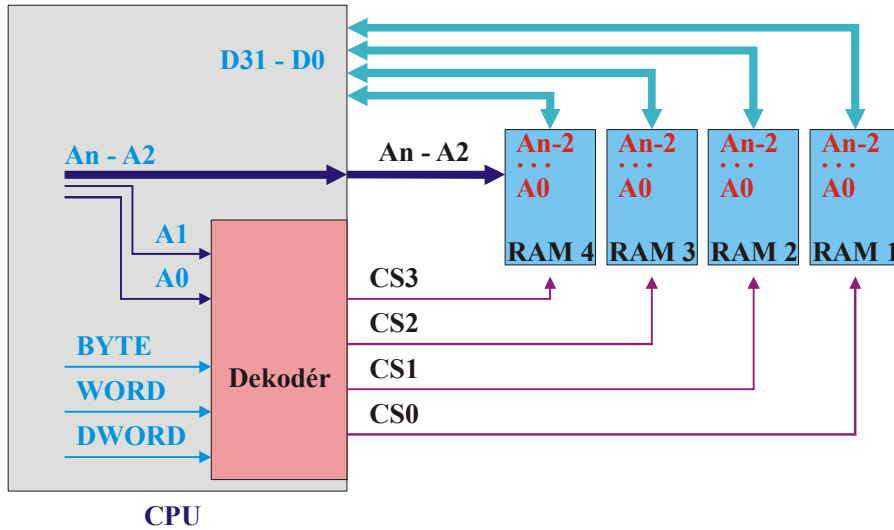 D31 - D0
An - A2
An - A2
An-2
. . .
A0
RAM 4
An-2
. . .
A0
RAM 3
An-2
. . .
A0
RAM 2
An-2
. . .
A0
RAM 1
A1
A0
BYTE
WORD
DWORD
Dekodér
CS3
CS2
CS1
CS0
CPU